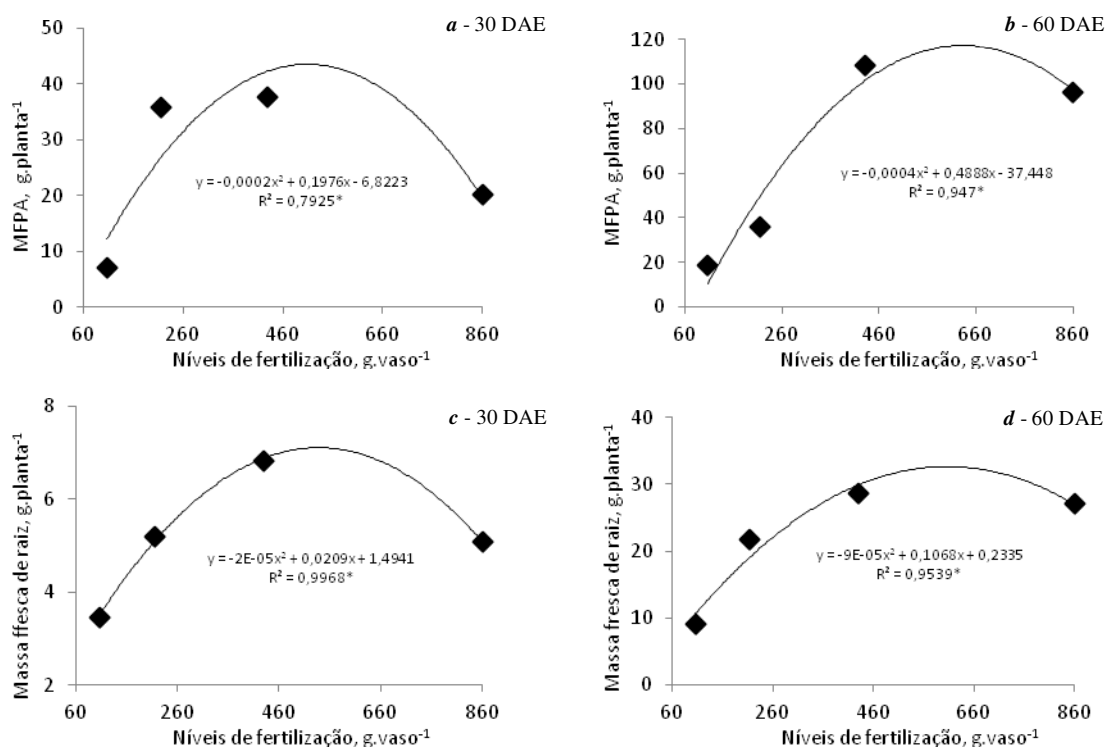 a - 30 DAE
50
40
30
20
10
0
MFPA, g.planta⁻¹
y = -0,0002x² + 0,1976x - 6,8223
R² = 0,7925*
60 260 460 660 860
Níveis de fertilização, g.vaso⁻¹
b - 60 DAE
120
100
80
60
40
20
0
MFPA, g.planta⁻¹
y = -0,0004x² + 0,4888x - 37,448
R² = 0,947*
60 260 460 660 860
Níveis de fertilização, g.vaso⁻¹
c - 30 DAE
8
6
4
2
Massa ffesca de raiz, g.planta⁻¹
y = -2E-05x² + 0,0209x + 1,4941
R² = 0,9968*
60 260 460 660 860
Níveis de fertilização, g.vaso⁻¹
d - 60 DAE
40
30
20
10
0
Massa fresca de raiz, g.planta⁻¹
y = -9E-05x² + 0,1068x + 0,2335
R² = 0,9539*
60 260 460 660 860
Níveis de fertilização, g.vaso⁻¹